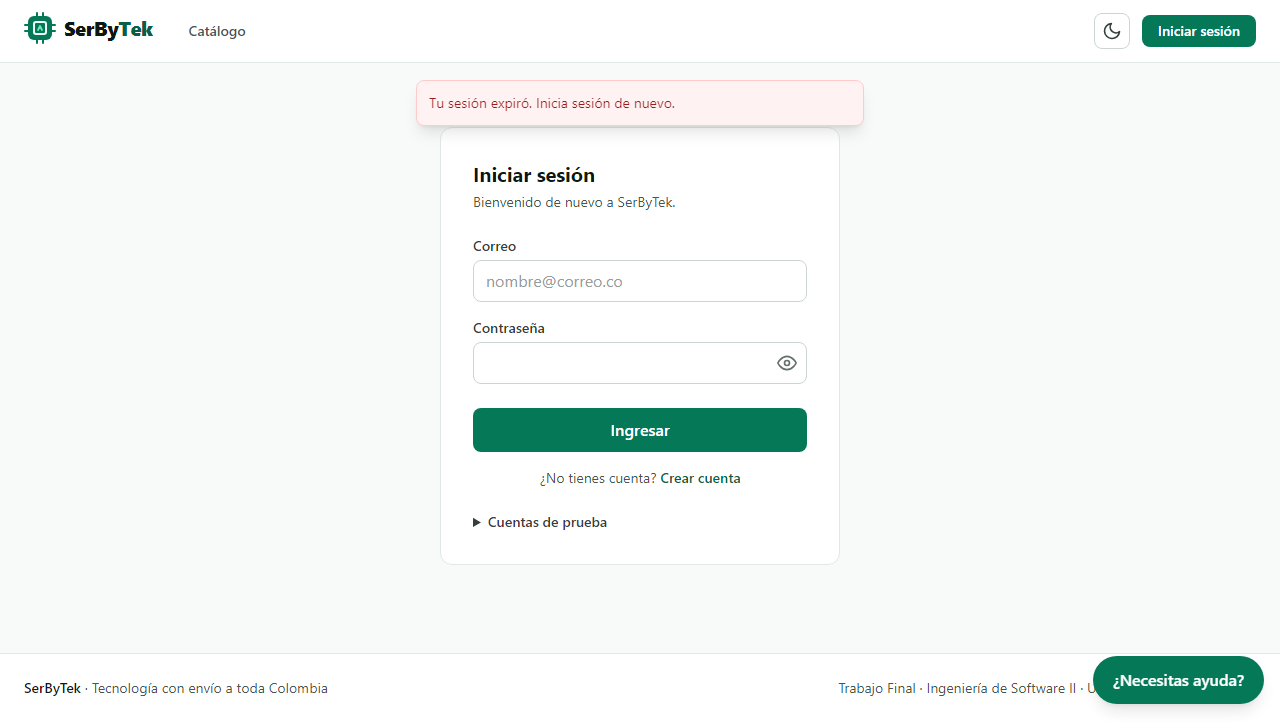 SerByTek
Catálogo
Iniciar sesión
Tu sesión expiró. Inicia sesión de nuevo.
Iniciar sesión
Bienvenido de nuevo a SerByTek.
Correo
nombre@correo.co
Contraseña
Ingresar
¿No tienes cuenta? Crear cuenta
Cuentas de prueba
SerByTek · Tecnología con envío a toda Colombia
Trabajo Final · Ingeniería de Software II ·
¿Necesitas ayuda?